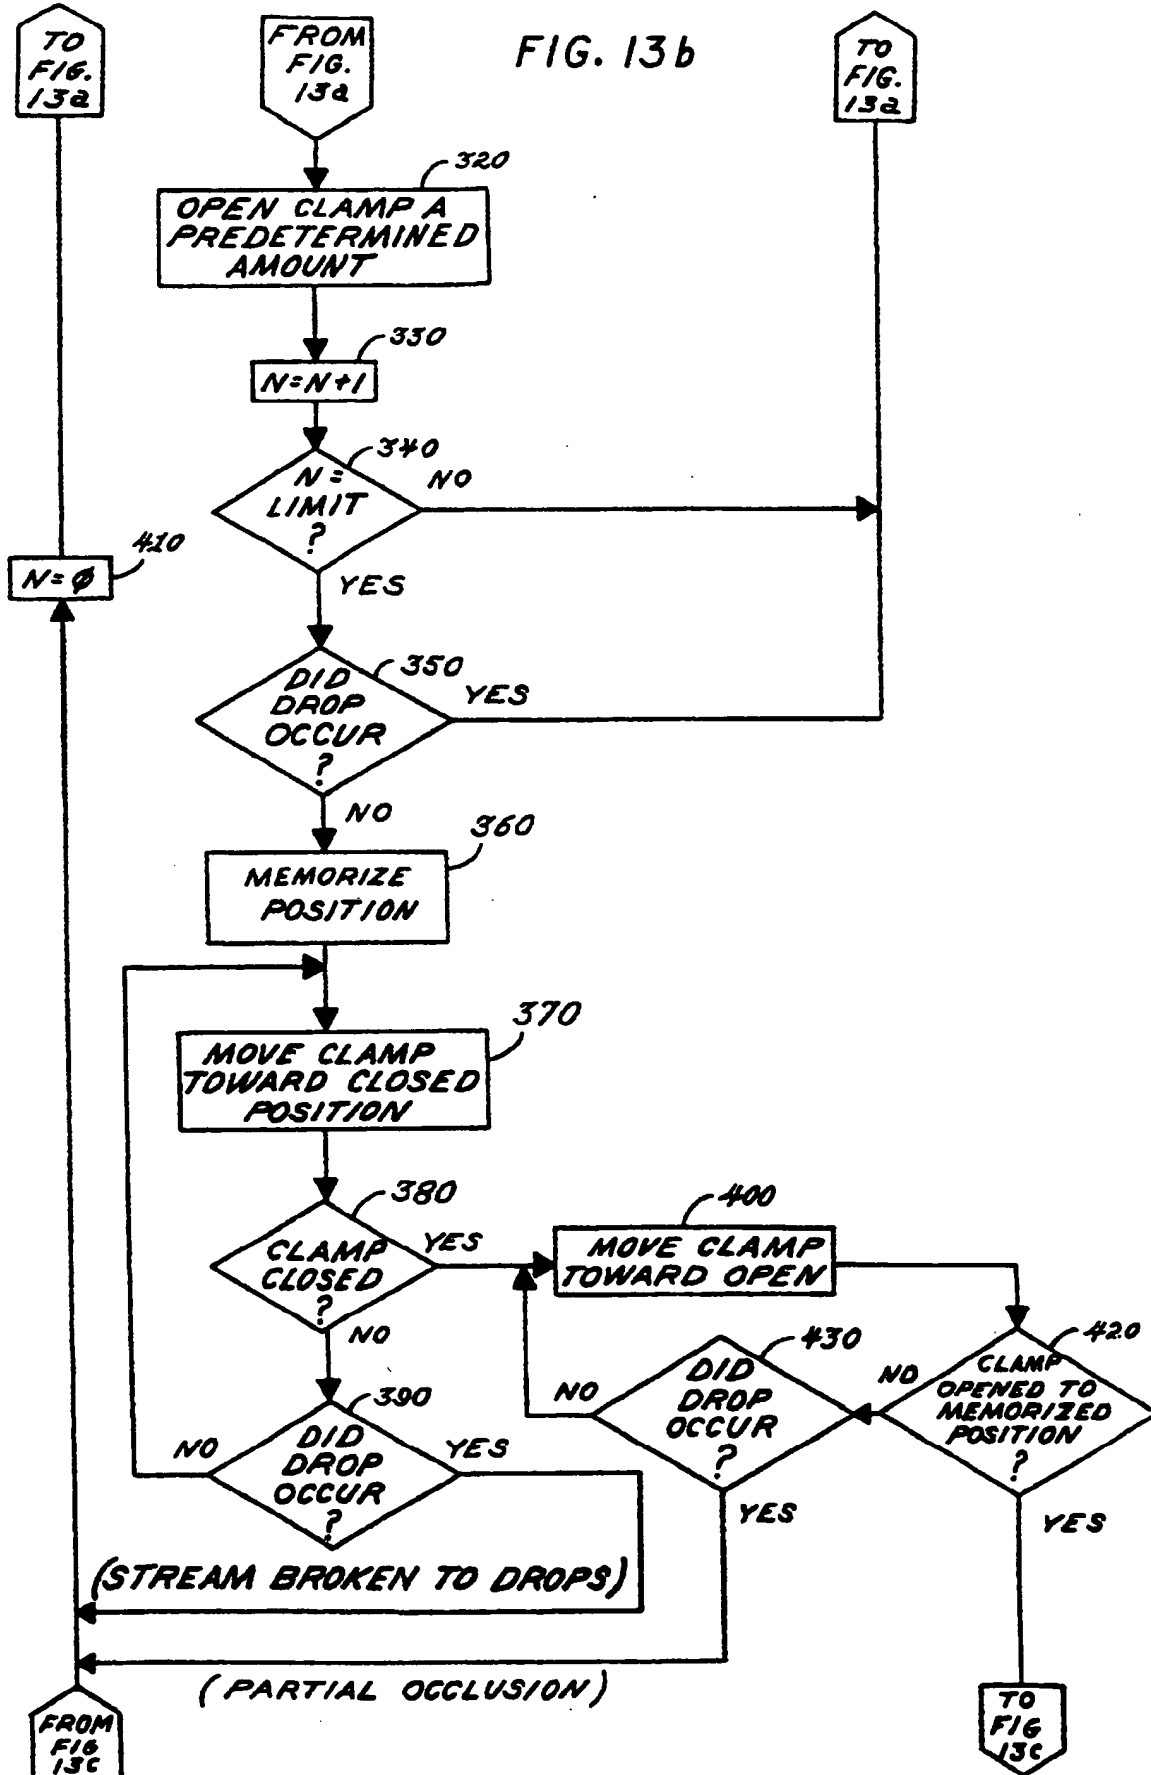 TO
FIG.
13a
FROM
FIG.
13a
FIG. 13b
TO
FIG.
13a
320
OPEN CLAMP A
PREDETERMINED
AMOUNT
330
N=N+1
340
N=
LIMIT
?
NO
YES
410
N=Ø
350
DID
DROP
OCCUR
?
YES
NO
360
MEMORIZE
POSITION
370
MOVE CLAMP
TOWARD CLOSED
POSITION
380
CLAMP
CLOSED
?
YES
NO
400
MOVE CLAMP
TOWARD OPEN
420
CLAMP
OPENED TO
MEMORIZED
POSITION
?
NO
YES
430
DID
DROP
OCCUR
?
NO
YES
390
DID
DROP
OCCUR
?
NO
YES
(STREAM BROKEN TO DROPS)
(PARTIAL OCCLUSION)
FROM
FIG
13c
TO
FIG
13c